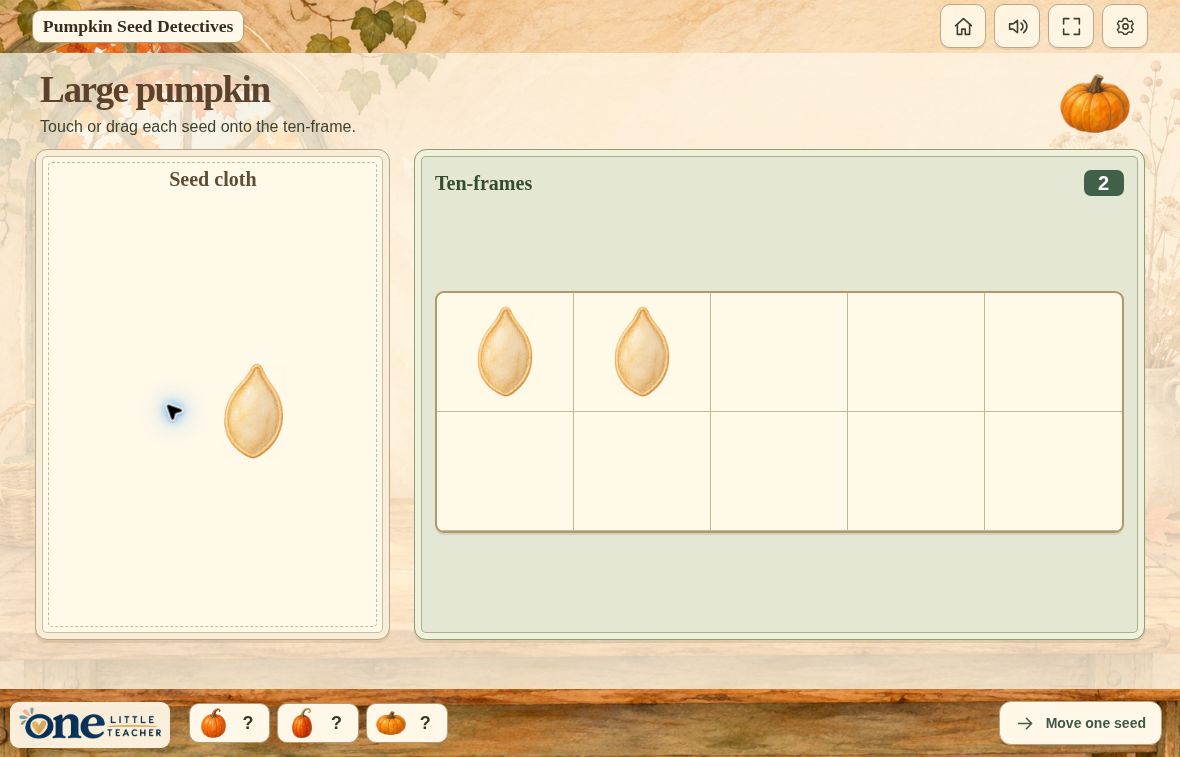 Pumpkin Seed Detectives
Large pumpkin
Touch or drag each seed onto the ten-frame.
Seed cloth
Ten-frames
2
one LITTLE TEACHER
?
?
?
Move one seed